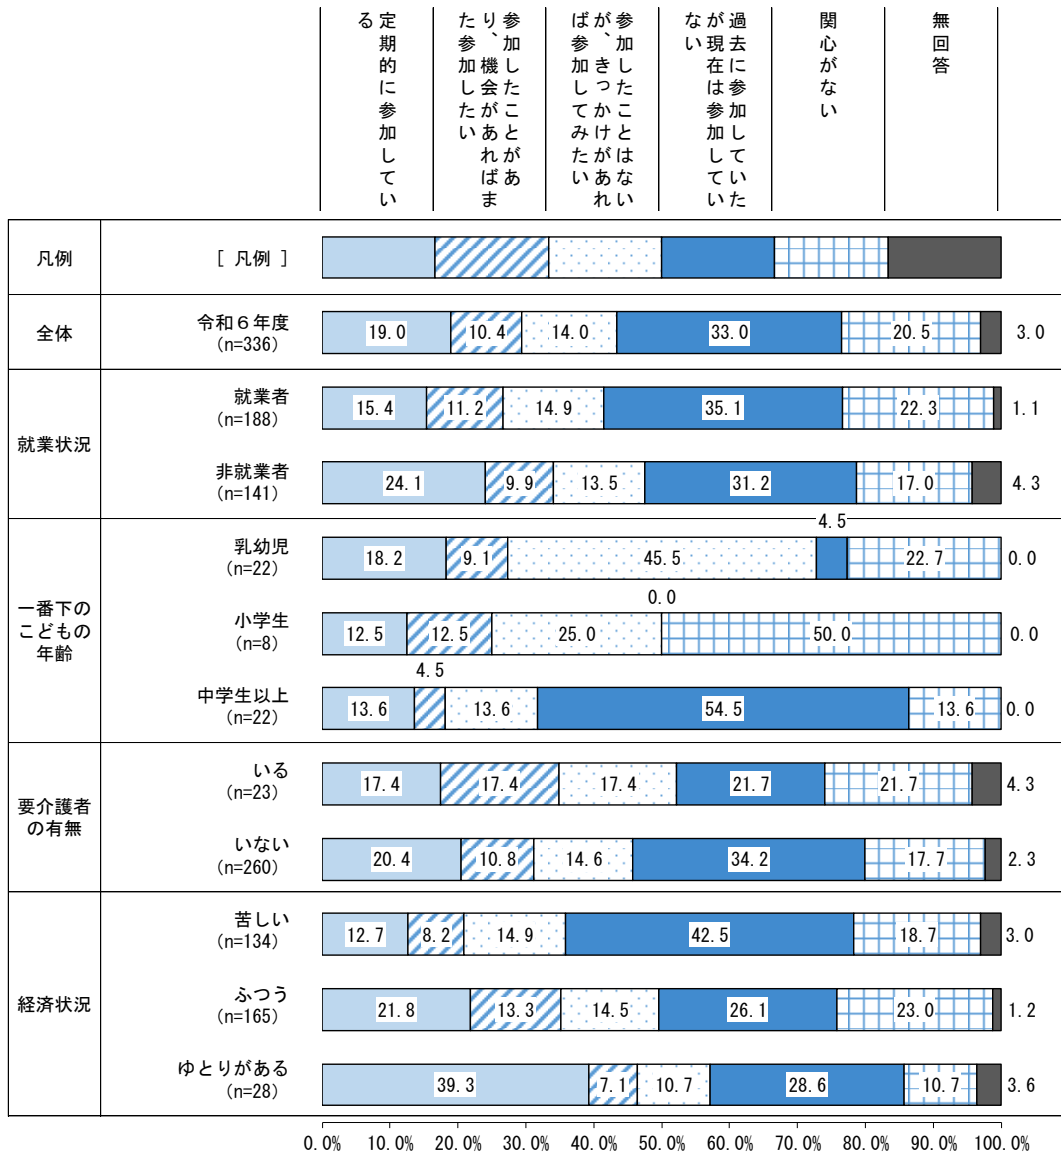 定期的に参加してい
る
参加したことがあ
り、機会があればま
た参加したい
参加したことはない
が、きっかけがあれ
ば参加してみたい
過去に参加していた
が現在は参加してい
ない
関心がない
無回答
凡例
[ 凡例 ]
全体
令和６年度
(n=336)
19.0
10.4
14.0
33.0
20.5
3.0
就業状況
就業者
(n=188)
15.4
11.2
14.9
35.1
22.3
1.1
非就業者
(n=141)
24.1
9.9
13.5
31.2
17.0
4.3
一番下の
こどもの
年齢
乳幼児
(n=22)
18.2
9.1
45.5
4.5
22.7
0.0
小学生
(n=8)
12.5
12.5
25.0
0.0
50.0
0.0
中学生以上
(n=22)
13.6
4.5
13.6
54.5
13.6
0.0
要介護者
の有無
いる
(n=23)
17.4
17.4
17.4
21.7
21.7
4.3
いない
(n=260)
20.4
10.8
14.6
34.2
17.7
2.3
経済状況
苦しい
(n=134)
12.7
8.2
14.9
42.5
18.7
3.0
ふつう
(n=165)
21.8
13.3
14.5
26.1
23.0
1.2
ゆとりがある
(n=28)
39.3
7.1
10.7
28.6
10.7
3.6
0.0% 10.0% 20.0% 30.0% 40.0% 50.0% 60.0% 70.0% 80.0% 90.0% 100.0%